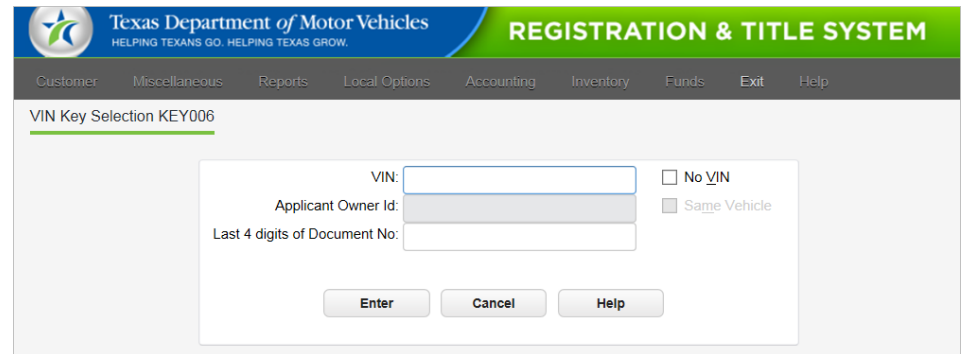 Texas Department of Motor Vehicles
HELPING TEXANS GO. HELPING TEXAS GROW.
REGISTRATION & TITLE SYSTEM
Customer Miscellaneous Reports Local Options Accounting Inventory Funds Exit Help
VIN Key Selection KEY006
VIN: No VIN
Applicant Owner Id: Same Vehicle
Last 4 digits of Document No:
Enter Cancel Help